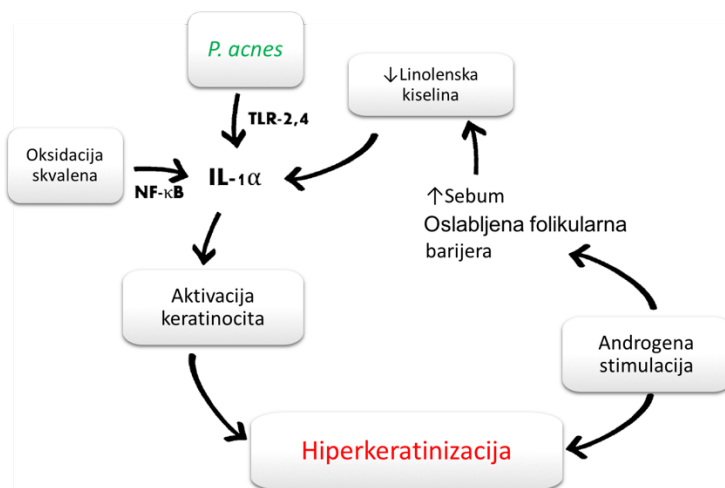 P. acnes
↓Linolenska
kiselina
TLR-2,4
Oksidacija
skvalena
NF-κB
IL-1α
↑Sebum
Oslabljena folikularna
barijera
Aktivacija
keratinocita
Androgena
stimulacija
Hiperkeratinizacija